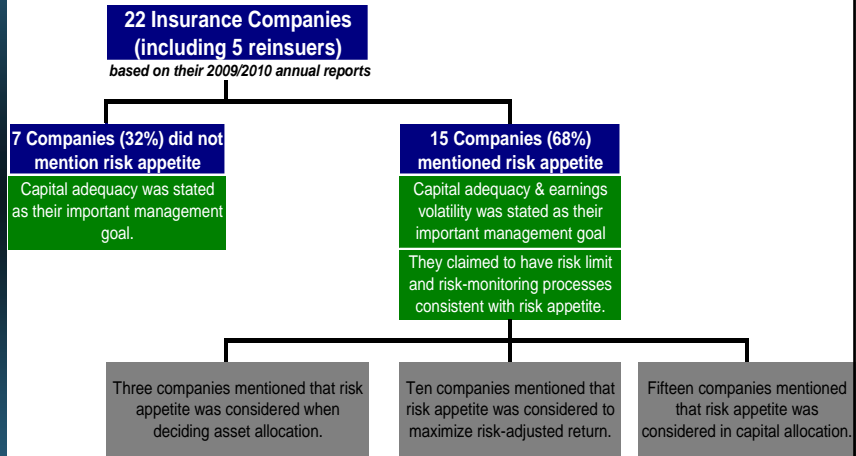 22 Insurance Companies
(including 5 reinsuers)
based on their 2009/2010 annual reports
7 Companies (32%) did not
mention risk appetite
Capital adequacy was stated
as their important management
goal.
15 Companies (68%)
mentioned risk appetite
Capital adequacy & earnings
volatility was stated as their
important management goal
They claimed to have risk limit
and risk-monitoring processes
consistent with risk appetite.
Three companies mentioned that risk
appetite was considered when
deciding asset allocation.
Ten companies mentioned that
risk appetite was considered to
maximize risk-adjusted return.
Fifteen companies mentioned
that risk appetite was
considered in capital allocation.